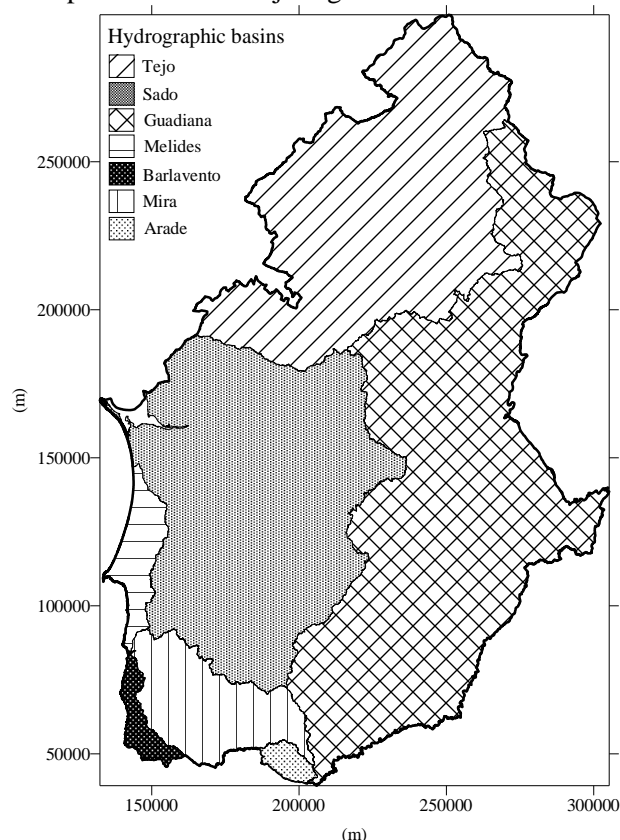 Hydrographic basins
Tejo
Sado
Guadiana
Melides
Barlavento
Mira
Arade
250000
200000
(m)
150000
100000
50000
150000
200000
250000
300000
(m)